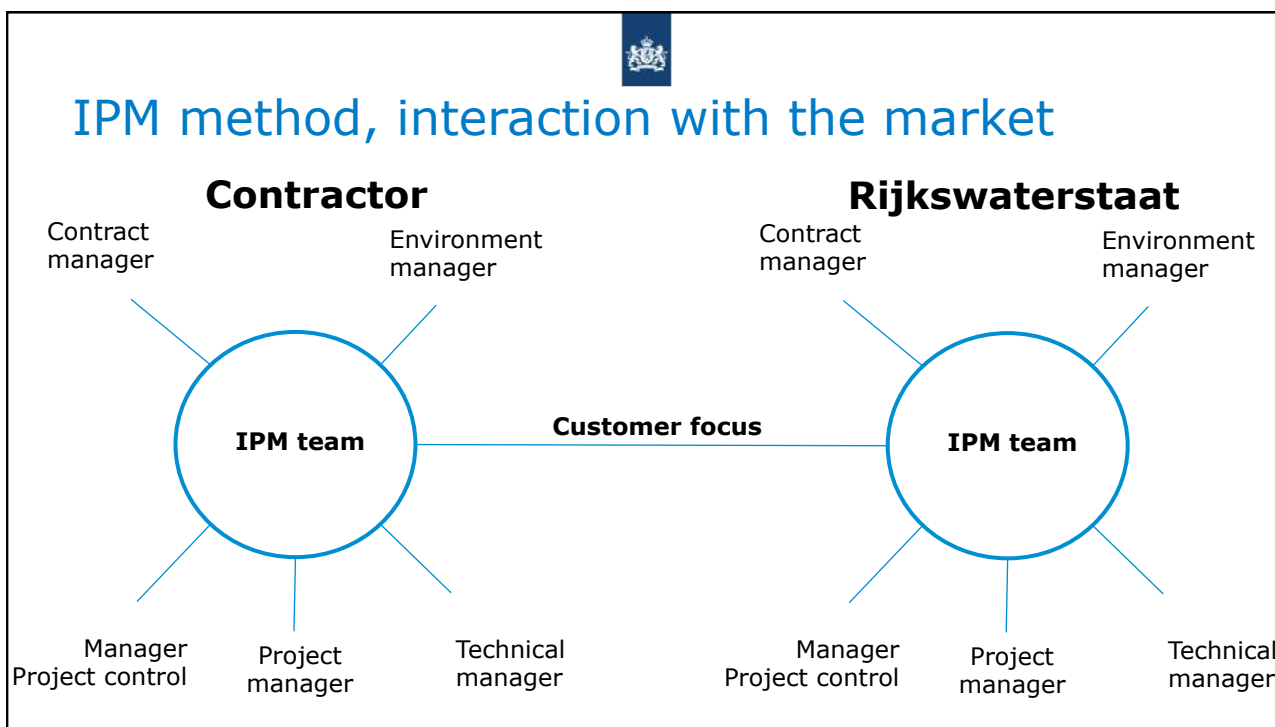 IPM method, interaction with the market
Contractor
Rijkswaterstaat
Contract
manager
Environment
manager
Contract
manager
Environment
manager
IPM team
Customer focus
IPM team
Manager
Project control
Project
manager
Technical
manager
Manager
Project control
Project
manager
Technical
manager